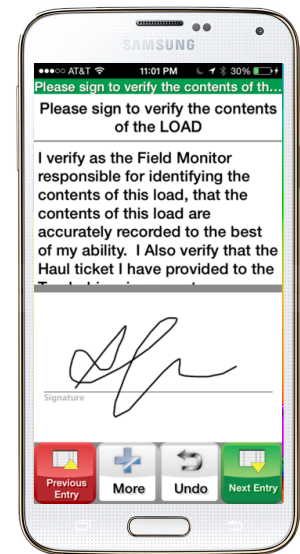 SAMSUNG
AT&T 11:01 PM 30%
Please sign to verify the contents of th...
Please sign to verify the contents
of the LOAD
I verify as the Field Monitor
responsible for identifying the
contents of this load, that the
contents of this load are
accurately recorded to the best
of my ability. I Also verify that the
Haul ticket I have provided to the
Signature
Previous
Entry
More
Undo
Next Entry